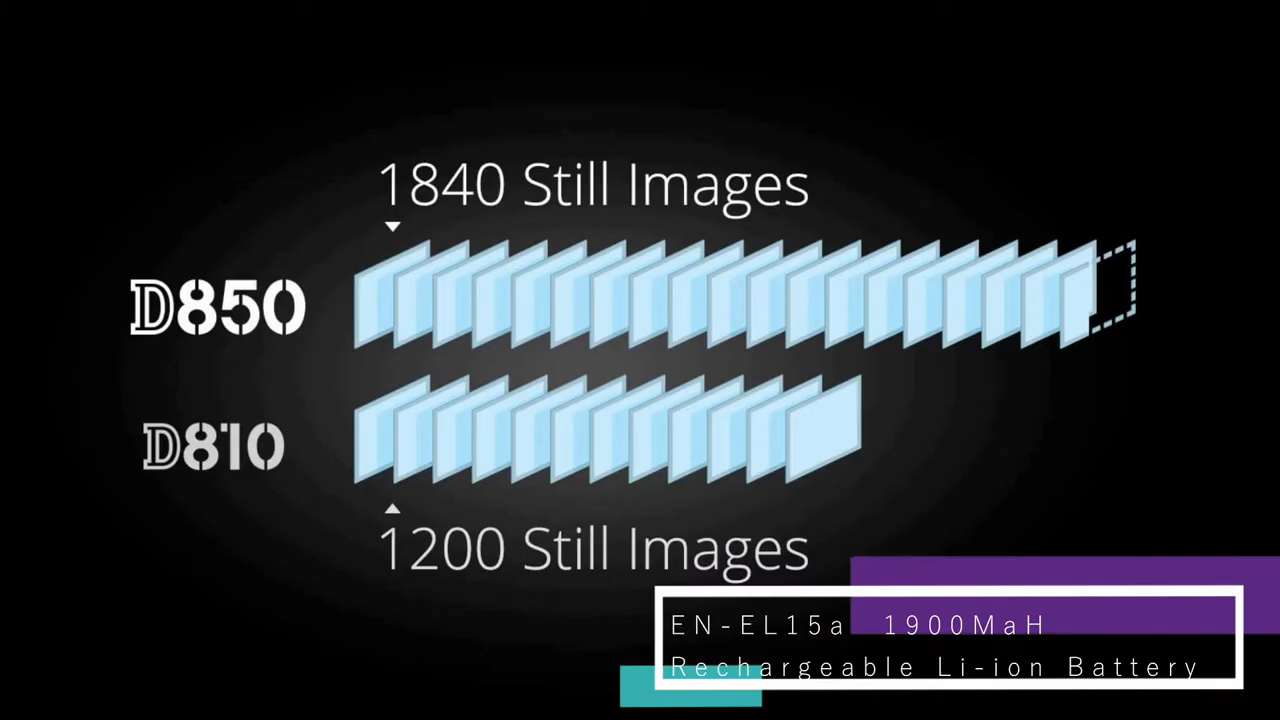 1840 Still Images
D850
D810
1200 Still Images
EN-EL15a 1900MaH
Rechargeable Li-ion Battery